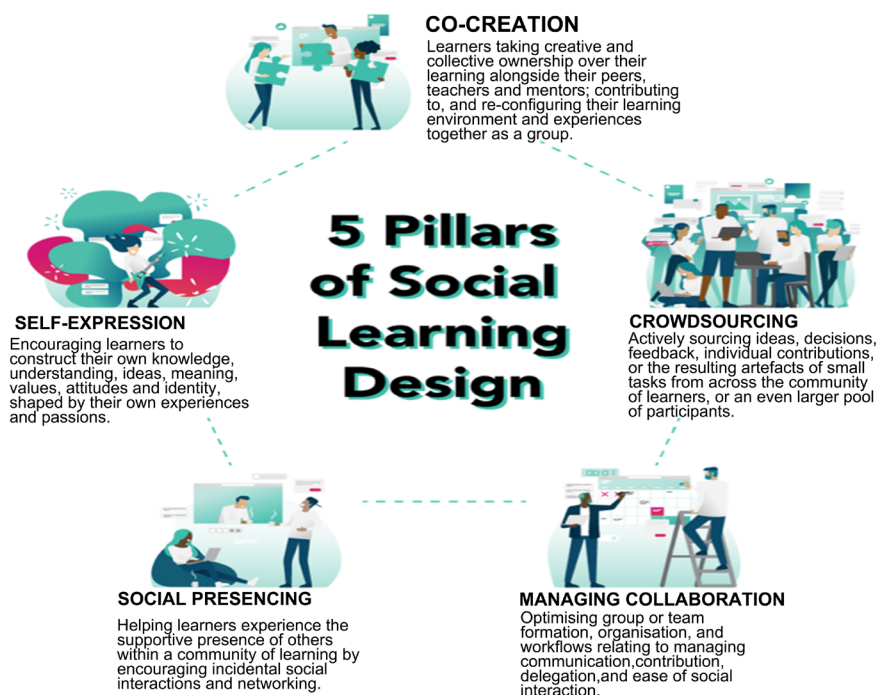 CO-CREATION
Learners taking creative and
collective ownership over their
learning alongside their peers,
teachers and mentors; contributing
to, and re-configuring their learning
environment and experiences
together as a group.
5 Pillars
of Social
Learning
Design
SELF-EXPRESSION
Encouraging learners to
construct their own knowledge,
understanding, ideas, meaning,
values, attitudes and identity,
shaped by their own experiences
and passions.
CROWDSOURCING
Actively sourcing ideas, decisions,
feedback, individual contributions,
or the resulting artefacts of small
tasks from across the community
of learners, or an even larger pool
of participants.
SOCIAL PRESENCING
Helping learners experience the
supportive presence of others
within a community of learning by
encouraging incidental social
interactions and networking.
MANAGING COLLABORATION
Optimising group or team
formation, organisation, and
workflows relating to managing
communication,contribution,
delegation,and ease of social
interaction.